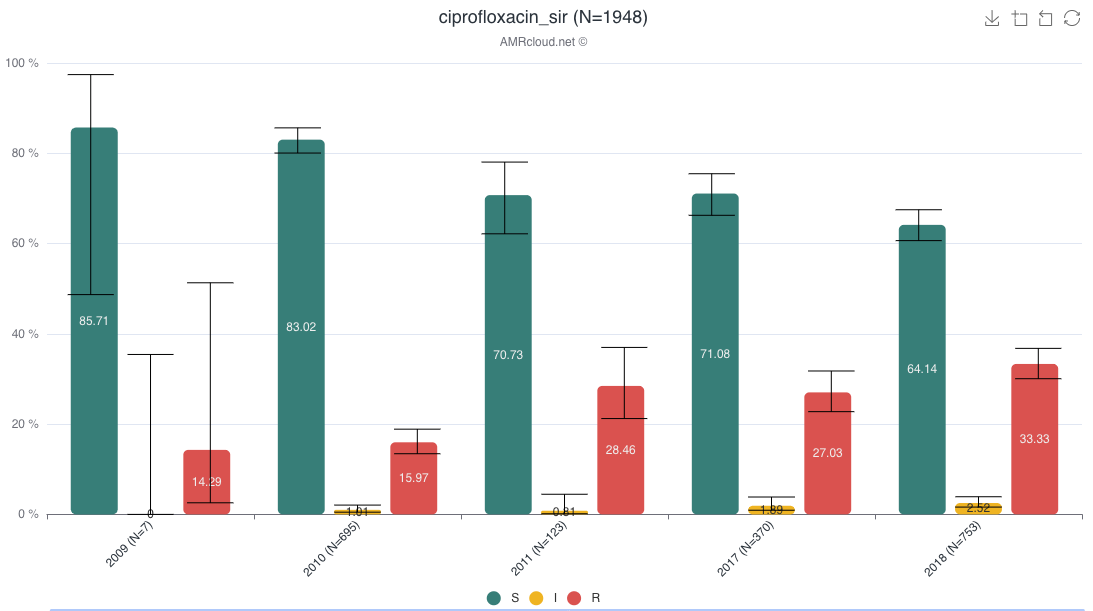 ciprofloxacin_sir (N=1948)
AMRcloud.net ©
100 %
80 %
60 %
40 %
20 %
0 %
85.71
0
14.29
83.02
1.01
15.97
70.73
0.81
28.46
71.08
1.89
27.03
64.14
2.52
33.33
2009 (N=7)
2010 (N=695)
2011 (N=123)
2017 (N=370)
2018 (N=753)
S I R